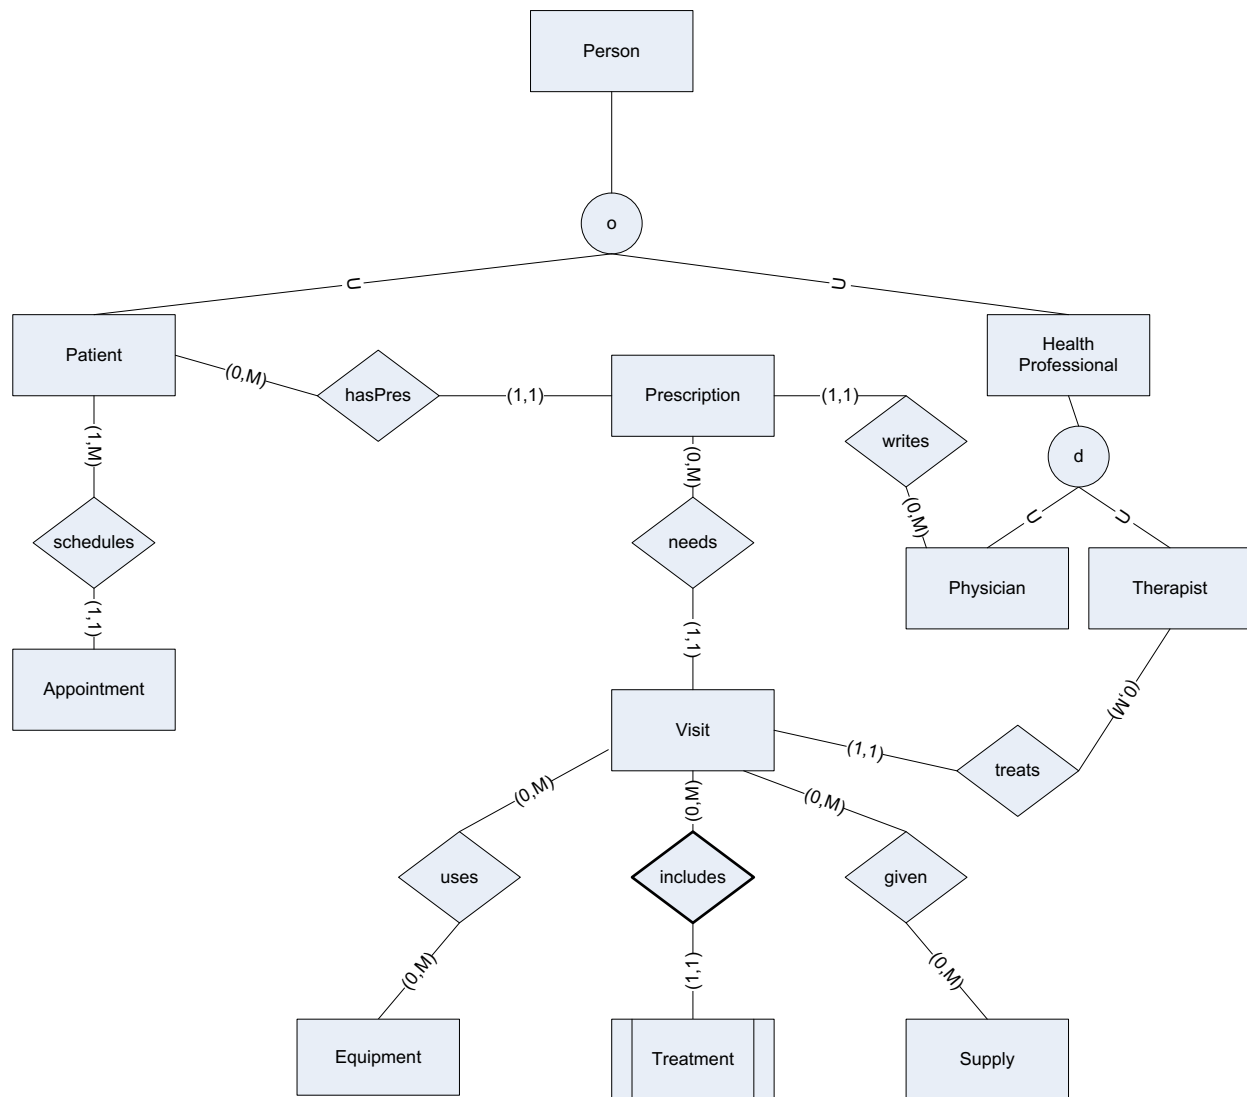 Person
o
⊂
⊂
Patient
Health
Professional
(0,M)
hasPres
(1,1)
Prescription
(1,1)
writes
d
(1,M)
(0,M)
(0,M)
⊂
⊂
schedules
needs
Physician
Therapist
(1,1)
(1,1)
Appointment
Visit
(0,M)
(1,1)
treats
(0,M)
(0,M)
(0,M)
uses
includes
given
(0,M)
(1,1)
(0,M)
Equipment
Treatment
Supply